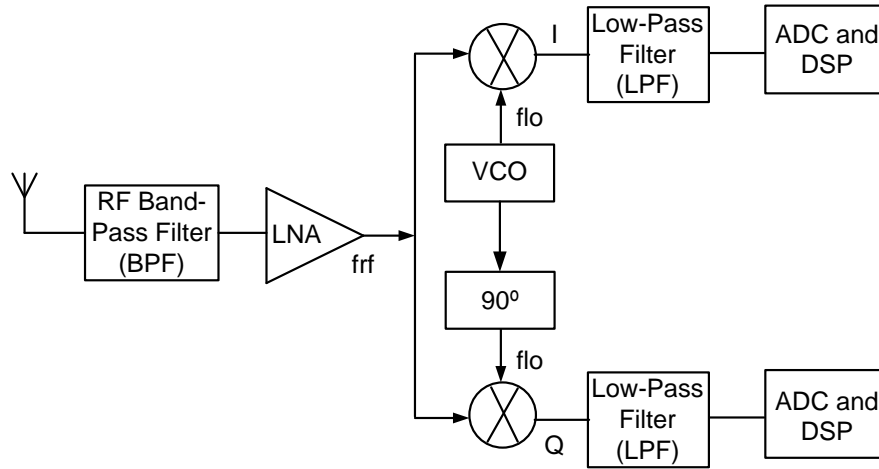 I
Low-Pass
Filter
(LPF)
ADC and
DSP
flo
VCO
RF Band-
Pass Filter
(BPF)
LNA
frf
90º
flo
Q
Low-Pass
Filter
(LPF)
ADC and
DSP